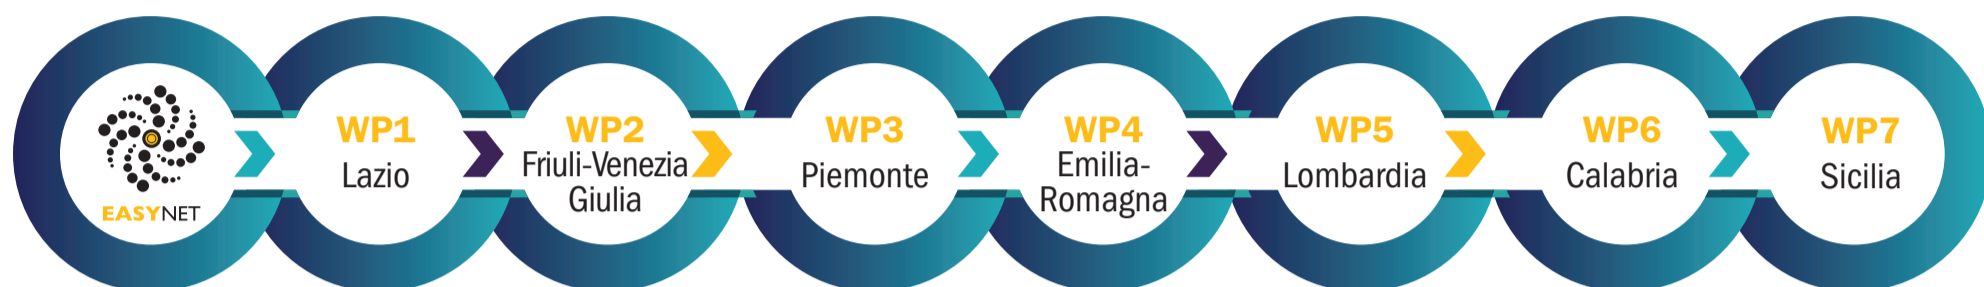 EASYNET
WP1
Lazio
WP2
Friuli-Venezia
Giulia
WP3
Piemonte
WP4
Emilia-
Romagna
WP5
Lombardia
WP6
Calabria
WP7
Sicilia